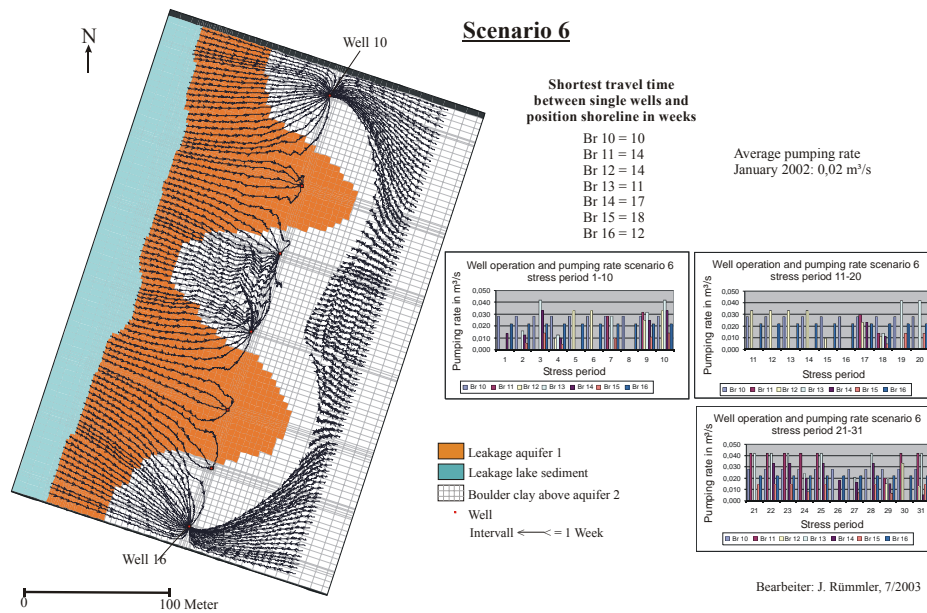 Scenario 6
N
Well 10
Well 16
0 100 Meter
Shortest travel time
between single wells and
position shoreline in weeks
Br 10 = 10
Br 11 = 14
Br 12 = 14
Br 13 = 11
Br 14 = 17
Br 15 = 18
Br 16 = 12
Average pumping rate
January 2002: 0,02 m³/s
Well operation and pumping rate scenario 6
stress period 1-10
Pumping rate in m³/s
0,050
0,040
0,030
0,020
0,010
0,000
1 2 3 4 5 6 7 8 9 10
Stress period
Br 10 Br 11 Br 12 Br 13 Br 14 Br 15 Br 16
Well operation and pumping rate scenario 6
stress period 11-20
Pumping rate in m³/s
0,050
0,040
0,030
0,020
0,010
0,000
11 12 13 14 15 16 17 18 19 20
Stress period
Br 10 Br 11 Br 12 Br 13 Br 14 Br 15 Br 16
Well operation and pumping rate scenario 6
stress period 21-31
Pumping rate in m³/s
0,050
0,040
0,030
0,020
0,010
0,000
21 22 23 24 25 26 27 28 29 30 31
Stress period
Br 10 Br 11 Br 12 Br 13 Br 14 Br 15 Br 16
Leakage aquifer 1
Leakage lake sediment
Boulder clay above aquifer 2
Well
Intervall = 1 Week
Bearbeiter: J. Rümmler, 7/2003